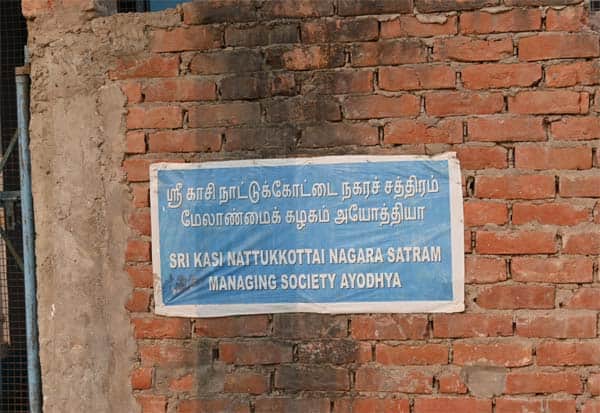 ஸ்ரீ காசி நாட்டுக்கோட்டை நகரச் சத்திரம்
மேலாண்மைக் கழகம் அயோத்தியா
SRI KASI NATTUKKOTTAI NAGARA SATRAM
MANAGING SOCIETY AYODHYA